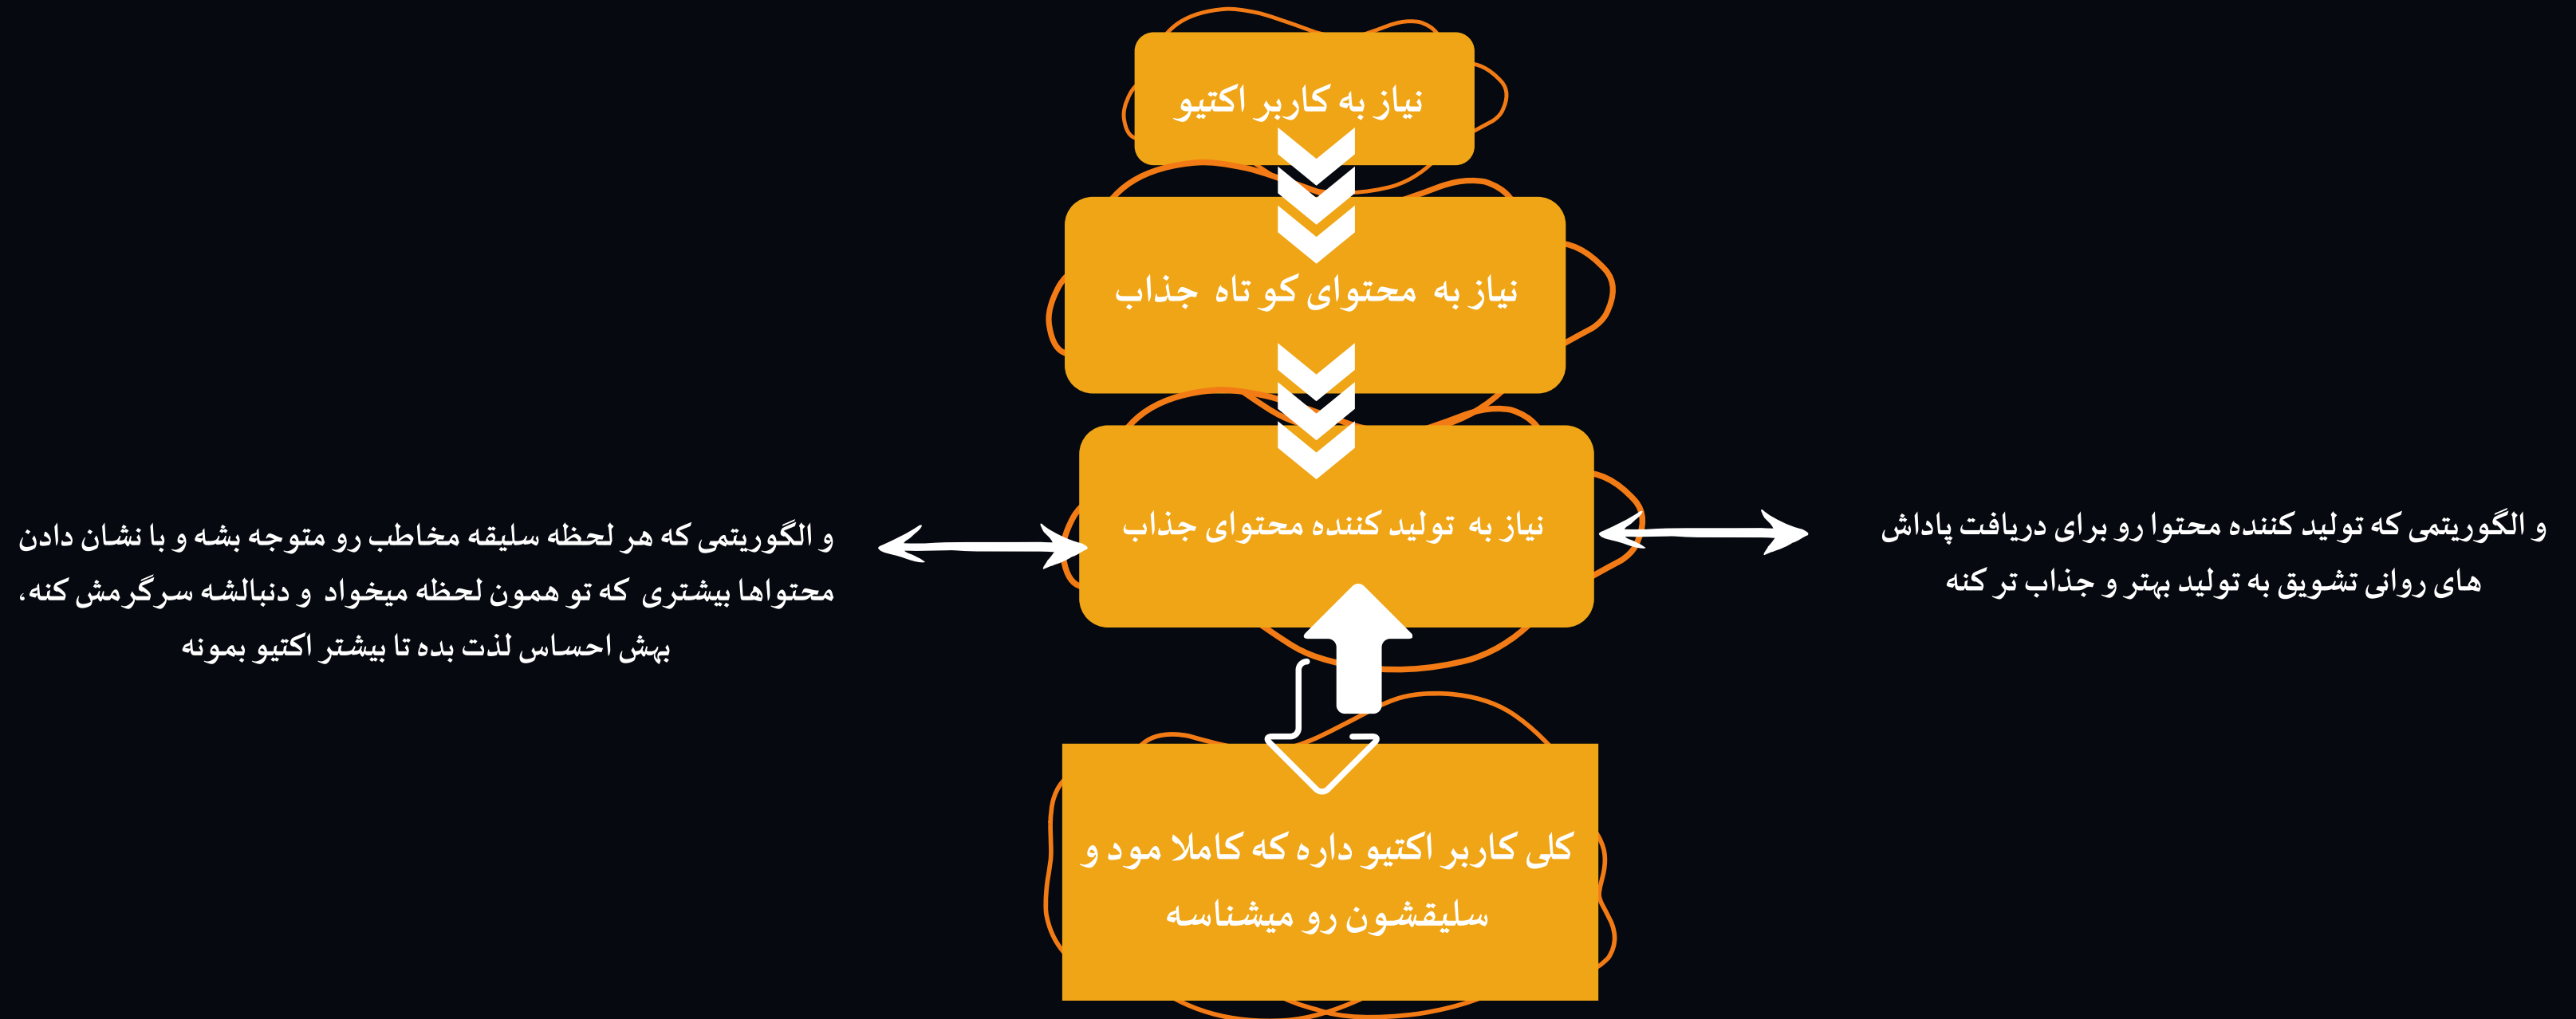 نیاز به کاربر اکتیو
نیاز به محتوای کو تاه جذاب
نیاز به تولید کننده محتوای جذاب
و الگوریتمی که تولید کننده محتوا رو برای دریافت پاداش
های روانی تشویق به تولید بهتر و جذاب تر کنه
و الگوریتمی که هر لحظه سلیقه مخاطب رو متوجه بشه و با نشان دادن
محتواها بیشتری که تو همون لحظه میخواد و دنبالشه سرگرمش کنه،
بهش احساس لذت بده تا بیشتر اکتیو بمونه
کلی کاربر اکتیو داره که کاملا مود و
سلیقشون رو میشناسه